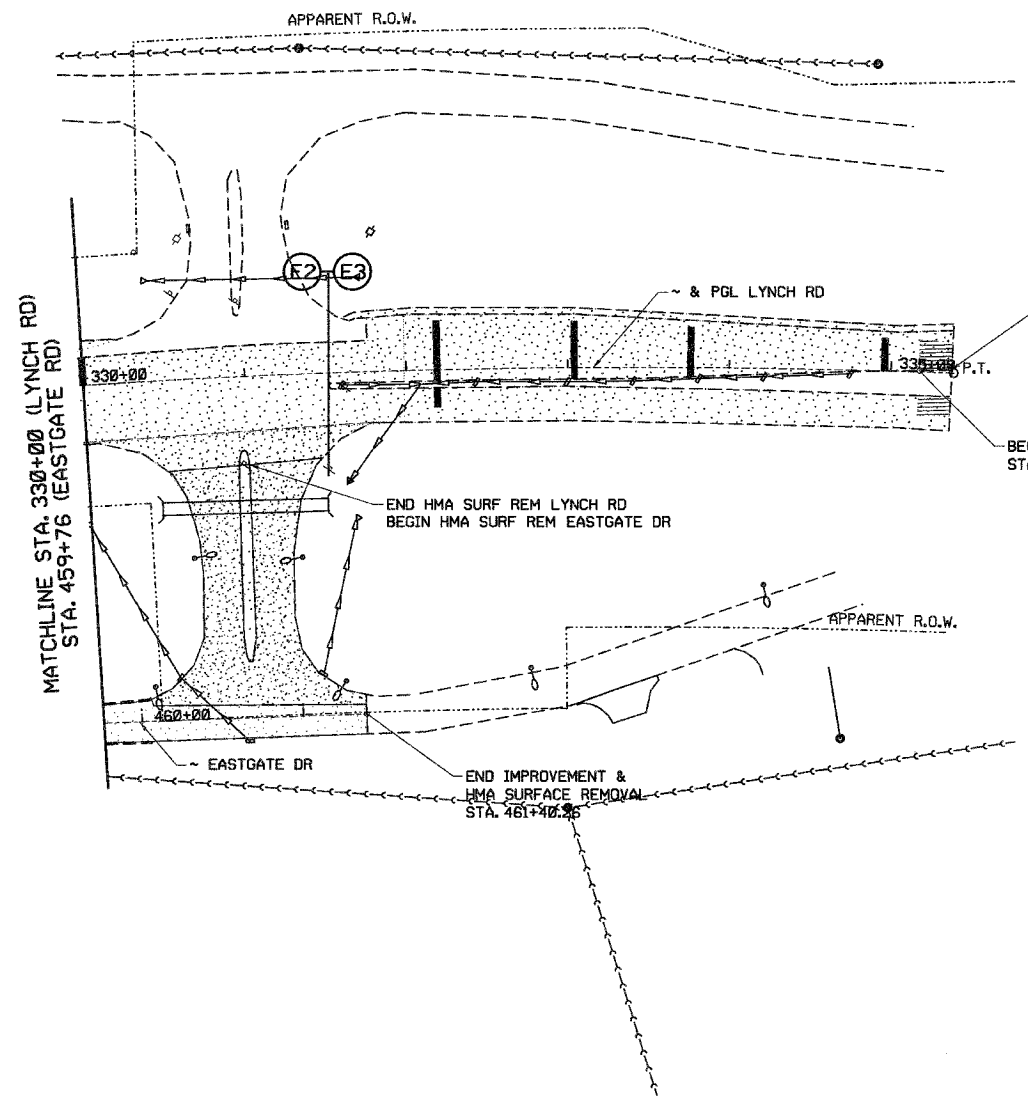 APPARENT R.O.W.
E2 E3
~ & PGL LYNCH RD
MATCHLINE STA. 330+00 (LYNCH RD)
STA. 459+76 (EASTGATE RD)
330+00
335+00
P.T.
END HMA SURF REM LYNCH RD
BEGIN HMA SURF REM EASTGATE DR
APPARENT R.O.W.
460+00
~ EASTGATE DR
END IMPROVEMENT &
HMA SURFACE REMOVAL
STA. 461+40.26